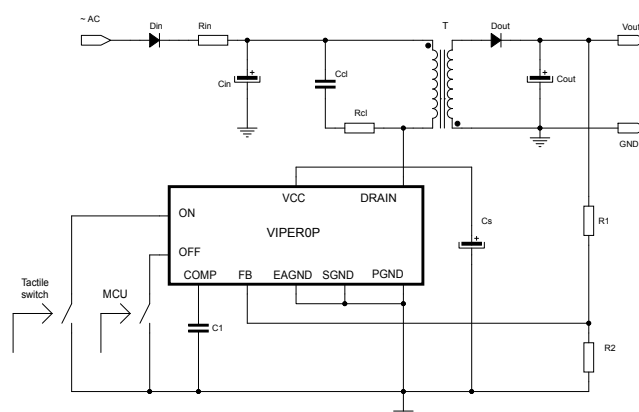 ~ AC
Din
Rin
T
Dout
Vout
Cin
Ccl
Cout
Rcl
GND
VCC
DRAIN
Cs
ON
VIPER0P
R1
OFF
COMP
FB
EAGND
SGND
PGND
Tactile
switch
MCU
C1
R2